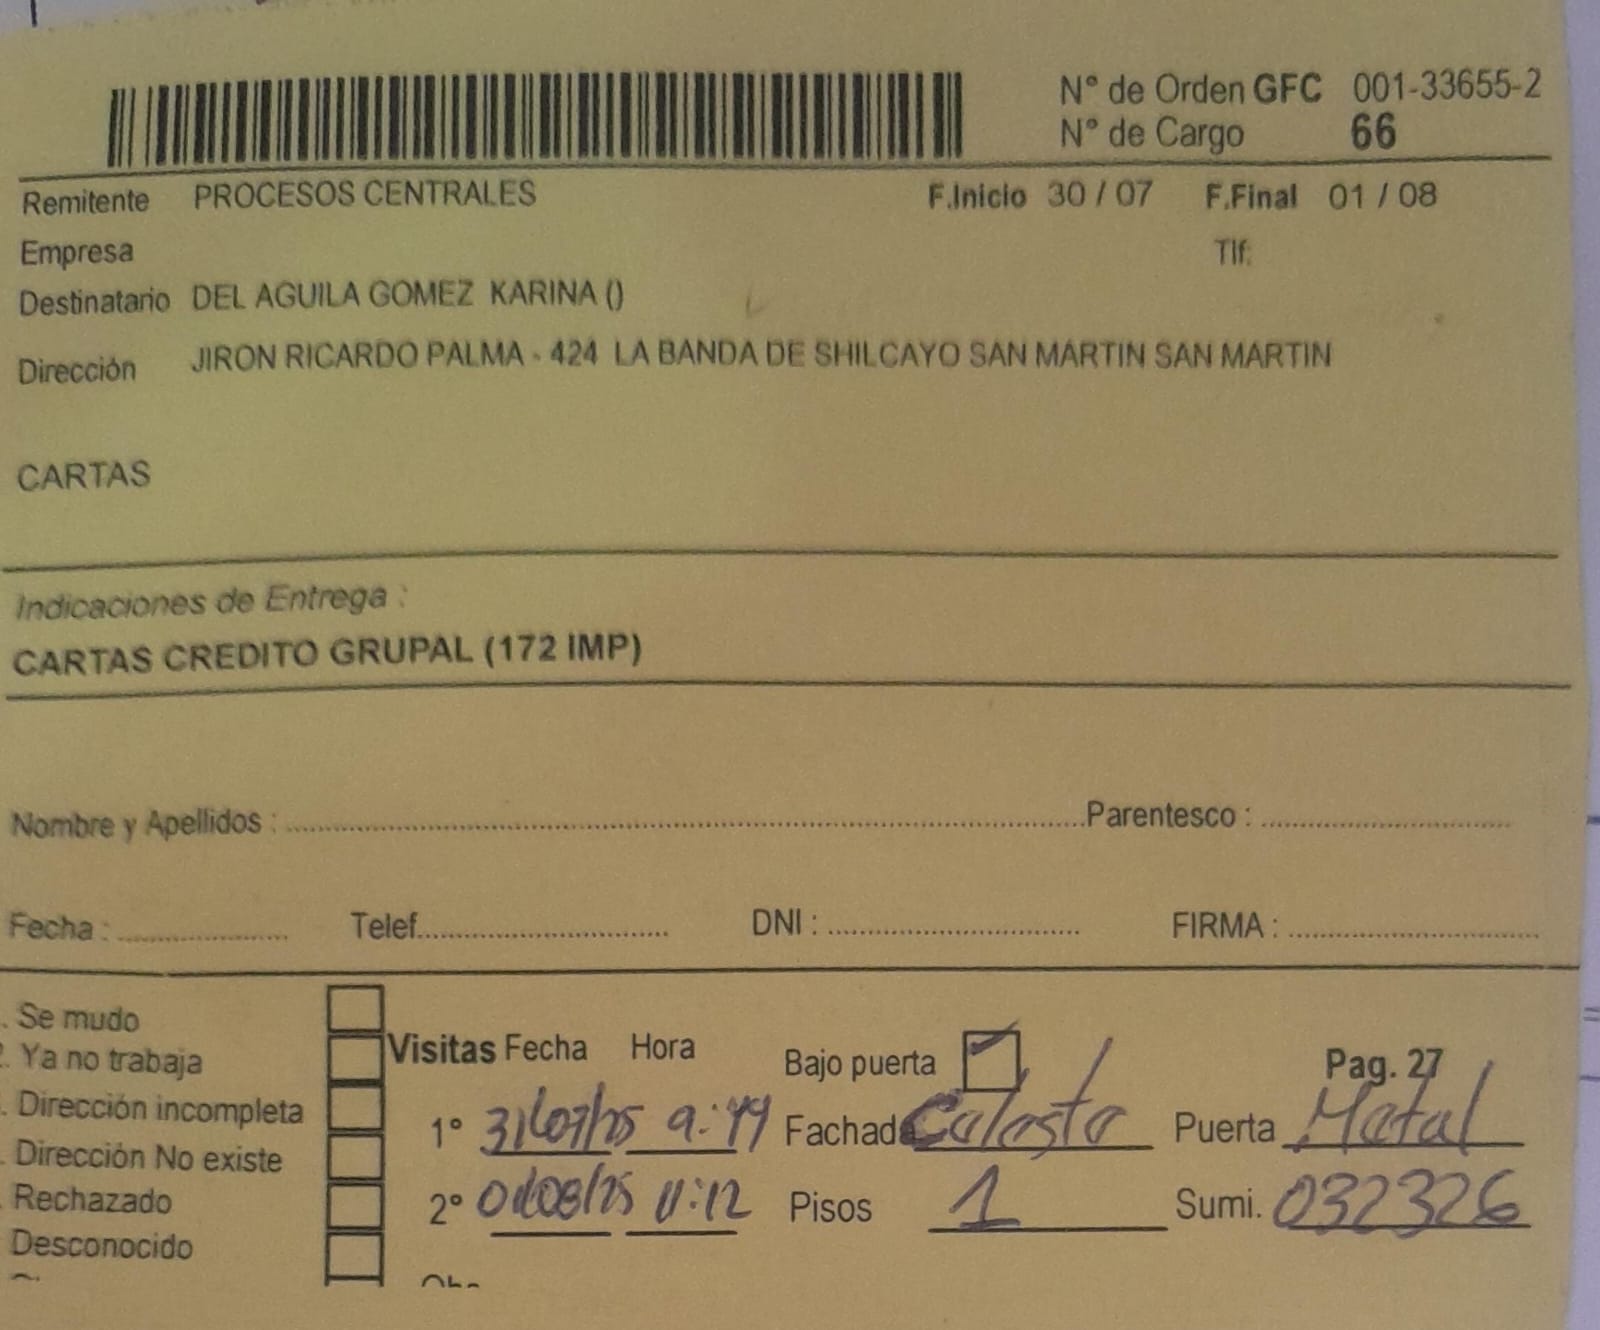 N° de Orden GFC 001-33655-2
N° de Cargo 66
Remitente PROCESOS CENTRALES F.Inicio 30 / 07 F.Final 01 / 08
Empresa Tlf:
Destinatario DEL AGUILA GOMEZ KARINA ()
Dirección JIRON RICARDO PALMA - 424 LA BANDA DE SHILCAYO SAN MARTIN SAN MARTIN
CARTAS
Indicaciones de Entrega :
CARTAS CREDITO GRUPAL (172 IMP)
Nombre y Apellidos : Parentesco :
Fecha : Telef. DNI : FIRMA :
. Se mudo
. Ya no trabaja
Visitas Fecha Hora Bajo puerta Pag. 27
. Dirección incompleta
1° 31/07/25 9:44 Fachada Puerta Metal
Dirección No existe
Rechazado
2° 01/08/25 11:12 Pisos 1 Sumi. 032326
Desconocido